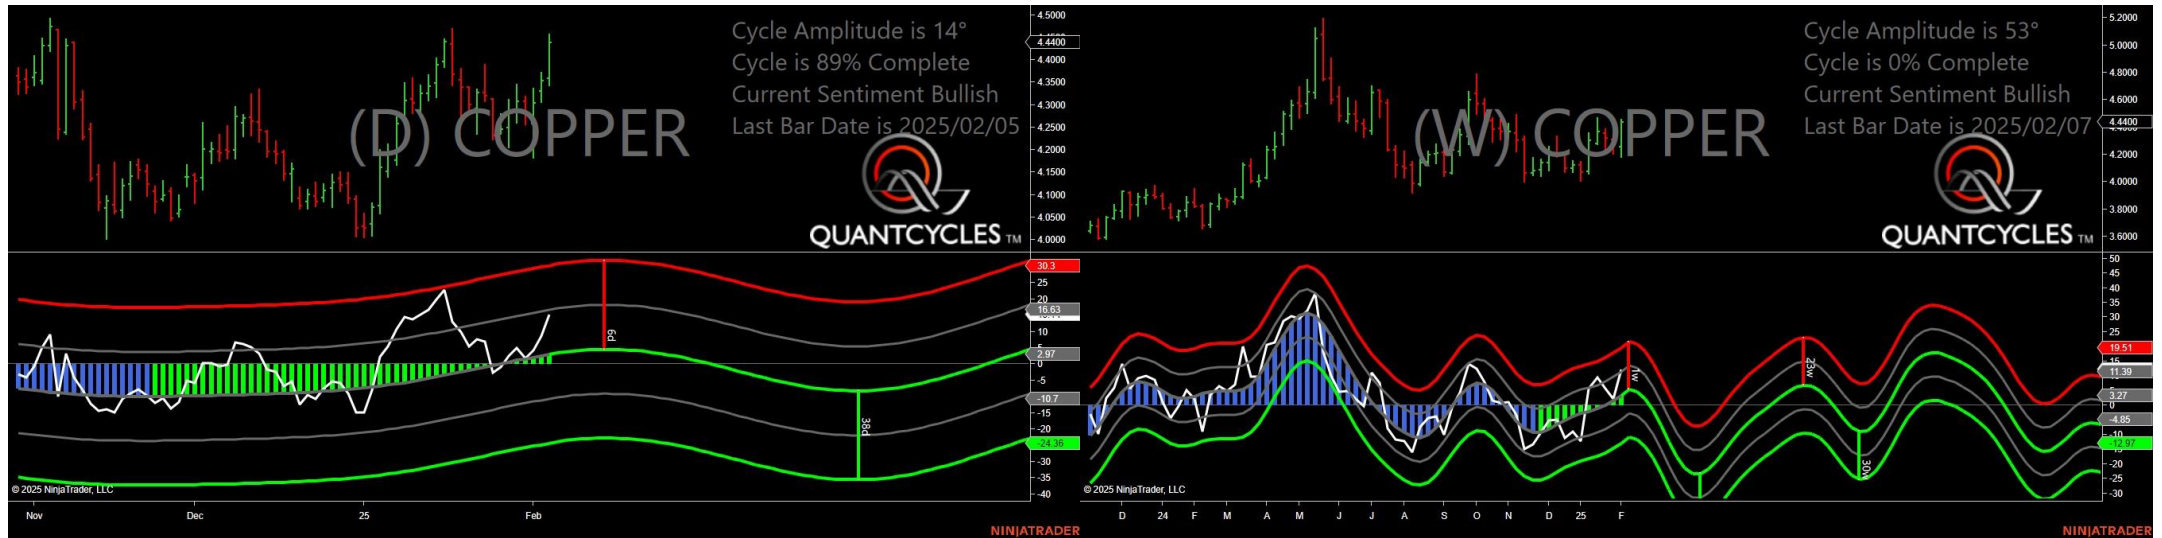 Cycle Amplitude is 14°
Cycle is 89% Complete
Current Sentiment Bullish
Last Bar Date is 2025/02/05
(D) COPPER
QUANTCYCLES TM
4.5000
4.4400
4.4000
4.3500
4.3000
4.2500
4.2000
4.1500
4.1000
4.0500
4.0000
30.3
25
20
16.63
10
5
2.97
0
-5
-10.7
-15
-20
-24.36
-30
-35
-40
6d
38d
© 2025 NinjaTrader, LLC
Nov
Dec
25
Feb
NINJATRADER
Cycle Amplitude is 53°
Cycle is 0% Complete
Current Sentiment Bullish
Last Bar Date is 2025/02/07
(W) COPPER
QUANTCYCLES TM
5.2000
5.0000
4.8000
4.6000
4.4400
4.2000
4.0000
3.8000
3.6000
50
45
40
35
30
25
19.51
15
11.39
5
3.27
0
-4.85
-10
-12.97
-20
-25
-30
1w
23w
30w
© 2025 NinjaTrader, LLC
D
24
F
M
A
M
J
J
A
S
O
N
D
25
F
NINJATRADER